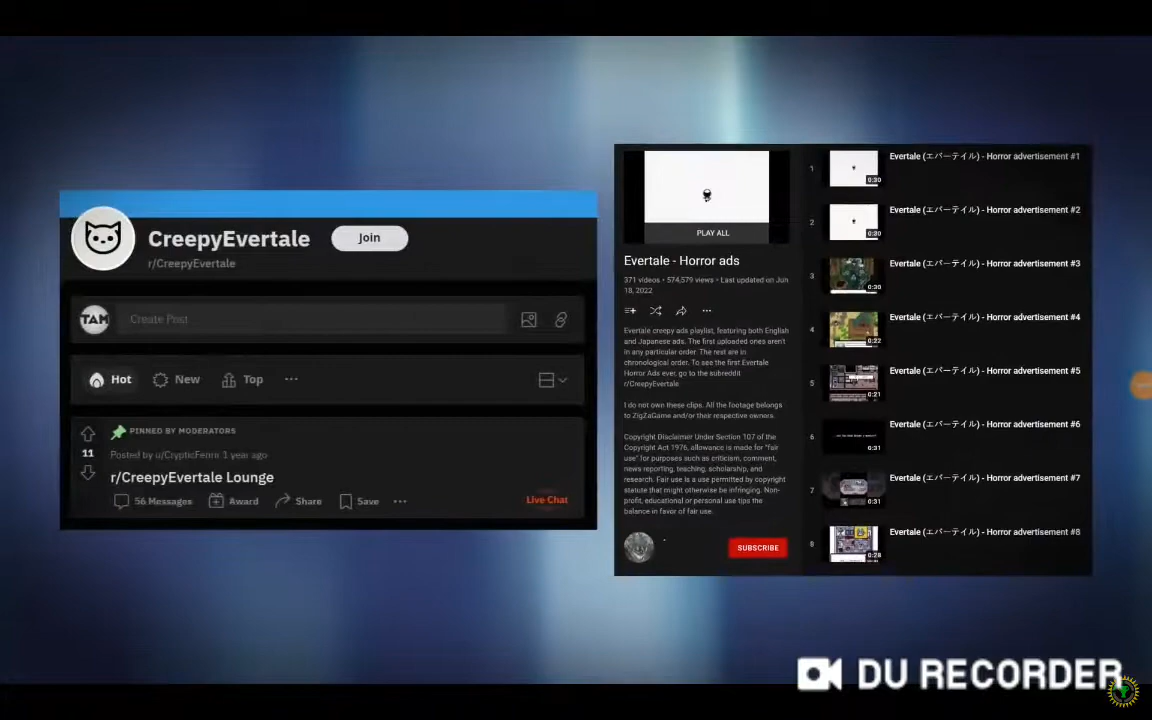 CreepyEvertale
Join
r/CreepyEvertale
TAM
Create Post
Hot
New
Top
PINNED BY MODERATORS
11
Posted by u/CrypticFenrir 1 year ago
r/CreepyEvertale Lounge
56 Messages
Award
Share
Save
Live Chat
PLAY ALL
Evertale - Horror ads
371 videos • 574,579 views • Last updated on Jun
18, 2022
Evertale creepy ads playlist, featuring both English
and Japanese ads. The first uploaded ones aren't
in any particular order. The rest are in
chronological order. To see the first Evertale
Horror Ads ever, go to the subreddit
r/CreepyEvertale
I do not own these clips. All the footage belongs
to ZigZaGame and/or their respective owners.
Copyright Disclaimer Under Section 107 of the
Copyright Act 1976, allowance is made for "fair
use" for purposes such as criticism, comment,
news reporting, teaching, scholarship, and
research. Fair use is a use permitted by copyright
statute that might otherwise be infringing. Non-
profit, educational or personal use tips the
balance in favor of fair use.
SUBSCRIBE
1
0:30
Evertale (エバーテイル) - Horror advertisement #1
2
0:30
Evertale (エバーテイル) - Horror advertisement #2
3
0:30
Evertale (エバーテイル) - Horror advertisement #3
4
0:22
Evertale (エバーテイル) - Horror advertisement #4
5
0:21
Evertale (エバーテイル) - Horror advertisement #5
6
0:31
Evertale (エバーテイル) - Horror advertisement #6
7
0:31
Evertale (エバーテイル) - Horror advertisement #7
8
0:28
Evertale (エバーテイル) - Horror advertisement #8
DU RECORDER